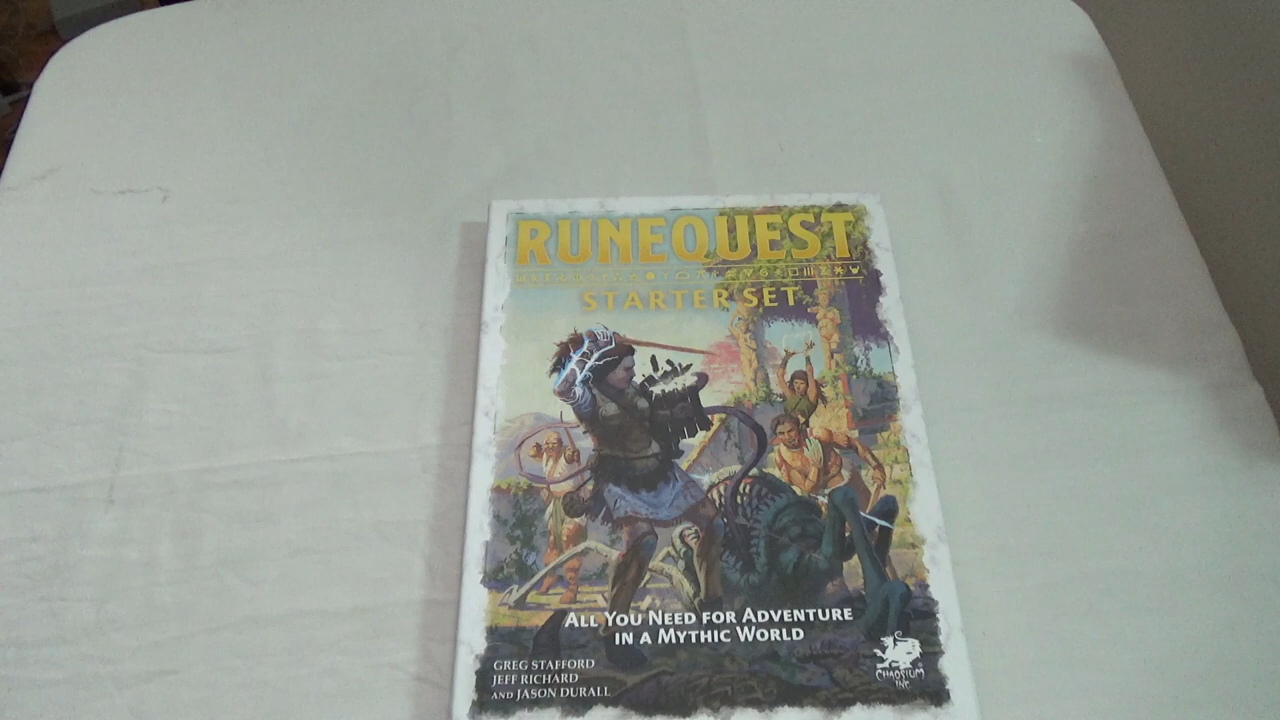 RUNEQUEST
STARTER SET
ALL YOU NEED FOR ADVENTURE
IN A MYTHIC WORLD
GREG STAFFORD
JEFF RICHARD
AND JASON DURALL
CHAOSIUM
INC.